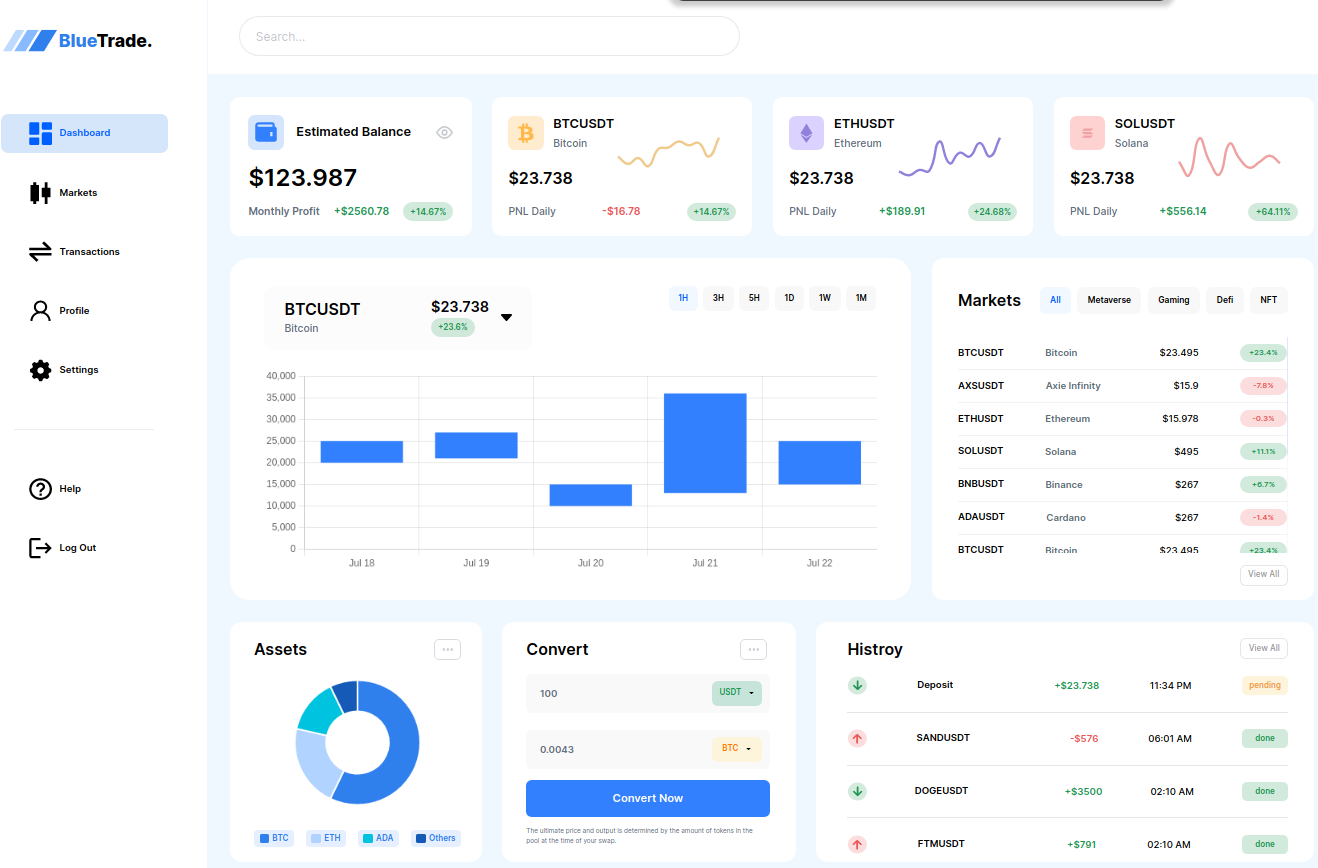 BlueTrade.
Search...
Dashboard
Markets
Transactions
Profile
Settings
Help
Log Out
Estimated Balance
$123.987
Monthly Profit +$2560.78 +14.67%
BTCUSDT
Bitcoin
$23.738
PNL Daily -$16.78 +14.67%
ETHUSDT
Ethereum
$23.738
PNL Daily +$189.91 +24.68%
SOLUSDT
Solana
$23.738
PNL Daily +$556.14 +64.11%
BTCUSDT $23.738
Bitcoin +23.6%
1H 3H 5H 1D 1W 1M
40,000
35,000
30,000
25,000
20,000
15,000
10,000
5,000
0
Jul 18 Jul 19 Jul 20 Jul 21 Jul 22
Markets All Metaverse Gaming Defi NFT
BTCUSDT Bitcoin $23.495 +23.4%
AXSUSDT Axie Infinity $15.9 -7.8%
ETHUSDT Ethereum $15.978 -0.3%
SOLUSDT Solana $495 +11.1%
BNBUSDT Binance $267 +6.7%
ADAUSDT Cardano $267 -1.4%
BTCUSDT Bitcoin $23.495 +23.4%
View All
Assets
BTC ETH ADA Others
Convert
100 USDT
0.0043 BTC
Convert Now
The ultimate price and output is determined by the amount of tokens in the
pool at the time of your swap.
Histroy View All
Deposit +$23.738 11:34 PM pending
SANDUSDT -$576 06:01 AM done
DOGEUSDT +$3500 02:10 AM done
FTMUSDT +$791 02:10 AM done